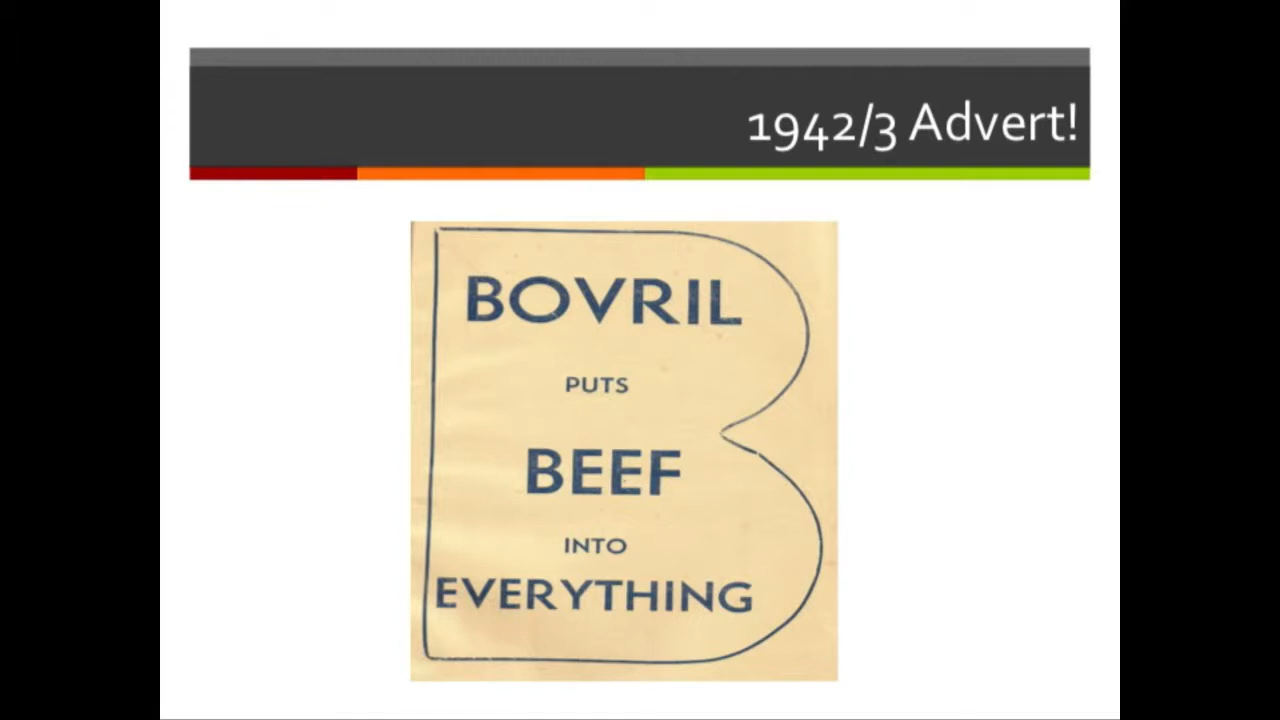 1942/3 Advert!
BOVRIL
PUTS
BEEF
INTO
EVERYTHING